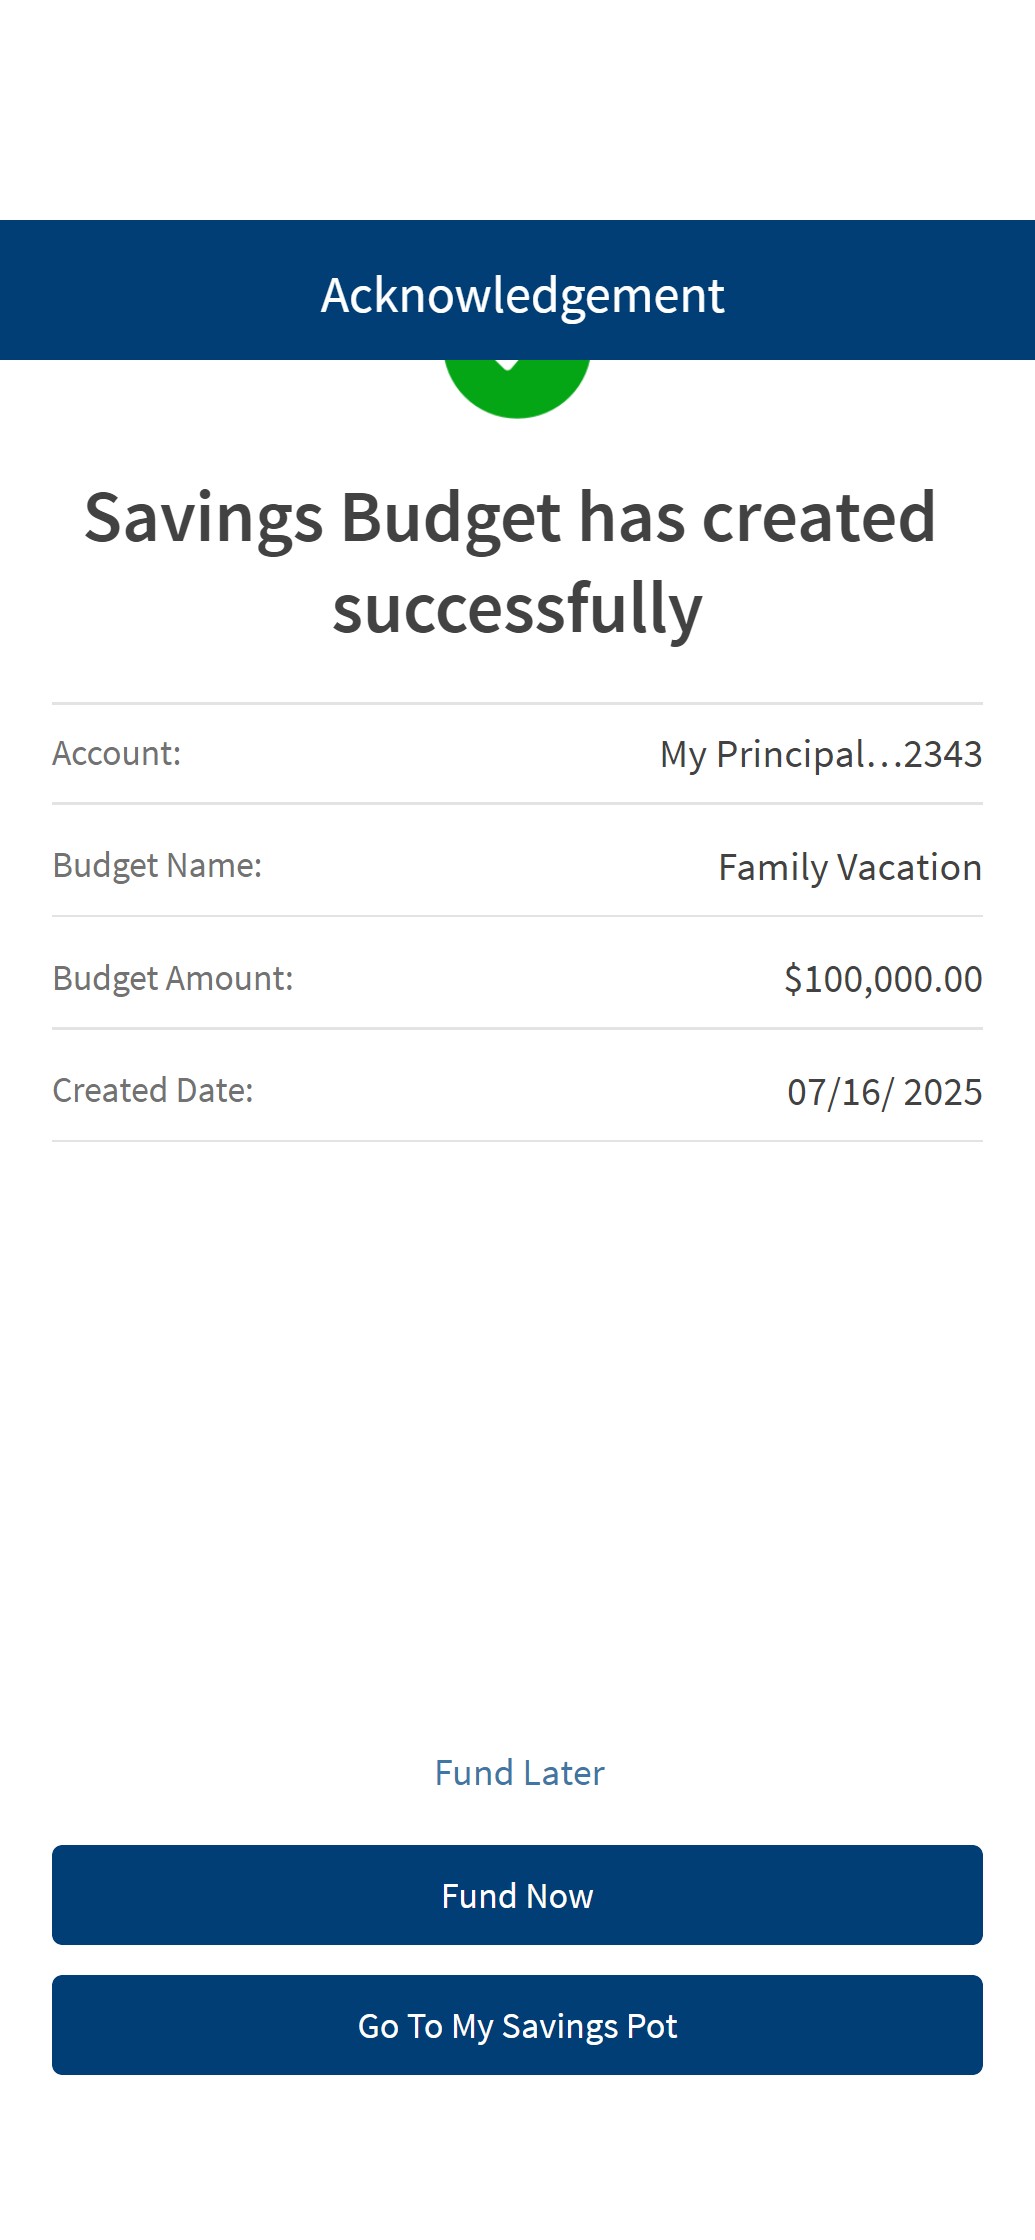 Acknowledgement
Savings Budget has created
successfully
Account: My Principal...2343
Budget Name: Family Vacation
Budget Amount: $100,000.00
Created Date: 07/16/ 2025
Fund Later
Fund Now
Go To My Savings Pot